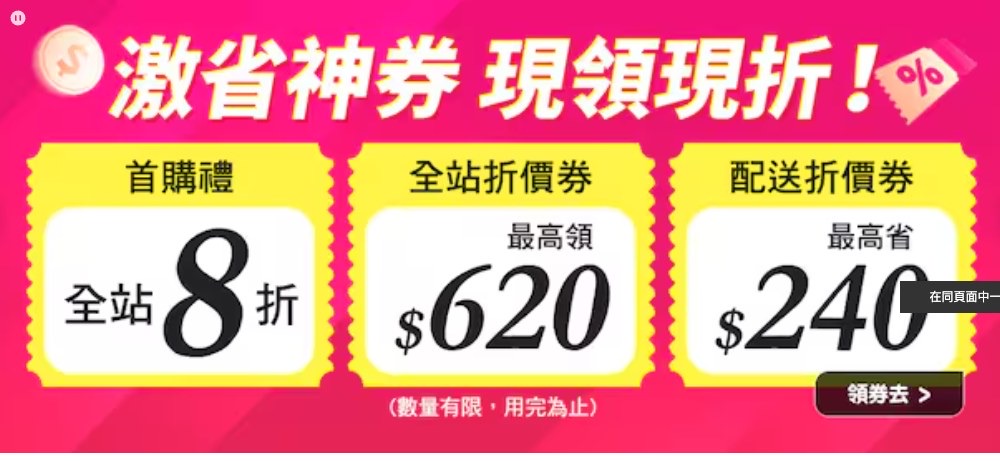 激省神券 現領現折!
%
首購禮
全站8折
全站折價券
最高領
$620
配送折價券
最高省
$240
在同頁面中一
領券去 >
(數量有限,用完為止)